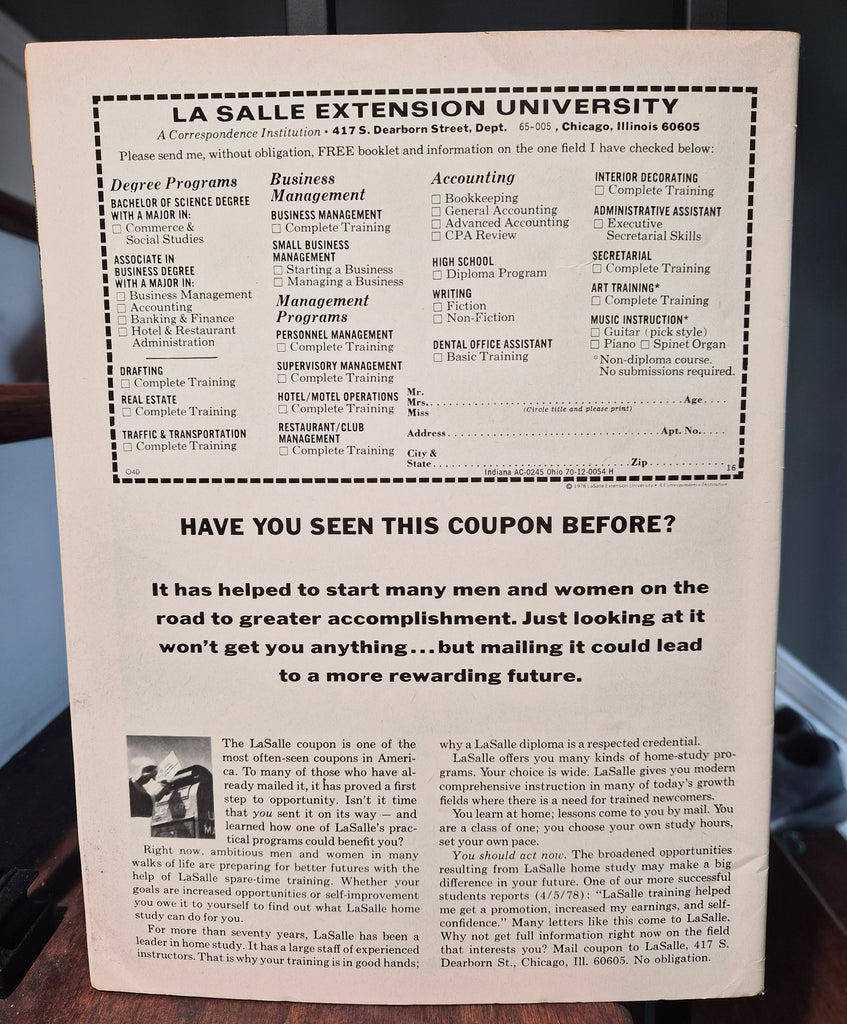 LA SALLE EXTENSION UNIVERSITY
A Correspondence Institution • 417 S. Dearborn Street, Dept. 65-005 , Chicago, Illinois 60605
Please send me, without obligation, FREE booklet and information on the one field I have checked below:
Degree Programs
BACHELOR OF SCIENCE DEGREE
WITH A MAJOR IN:
☐ Commerce &
Social Studies
ASSOCIATE IN
BUSINESS DEGREE
WITH A MAJOR IN:
☐ Business Management
☐ Accounting
☐ Banking & Finance
☐ Hotel & Restaurant
Administration
DRAFTING
☐ Complete Training
REAL ESTATE
☐ Complete Training
TRAFFIC & TRANSPORTATION
☐ Complete Training
04D
Business
Management
BUSINESS MANAGEMENT
☐ Complete Training
SMALL BUSINESS
MANAGEMENT
☐ Starting a Business
☐ Managing a Business
Management
Programs
PERSONNEL MANAGEMENT
☐ Complete Training
SUPERVISORY MANAGEMENT
☐ Complete Training
HOTEL/MOTEL OPERATIONS
☐ Complete Training
RESTAURANT/CLUB
MANAGEMENT
☐ Complete Training
Accounting
☐ Bookkeeping
☐ General Accounting
☐ Advanced Accounting
☐ CPA Review
HIGH SCHOOL
☐ Diploma Program
WRITING
☐ Fiction
☐ Non-Fiction
DENTAL OFFICE ASSISTANT
☐ Basic Training
INTERIOR DECORATING
☐ Complete Training
ADMINISTRATIVE ASSISTANT
☐ Executive
Secretarial Skills
SECRETARIAL
☐ Complete Training
ART TRAINING*
☐ Complete Training
MUSIC INSTRUCTION*
☐ Guitar (pick style)
☐ Piano ☐ Spinet Organ
*Non-diploma course.
No submissions required.
Mr.
Mrs. Age
Miss (Circle title and please print)
Address Apt. No.
City &
State Zip
Indiana AC-0245 Ohio 70-12-0054 H 16
© 1978 LaSalle Extension University • A Correspondence Institution
HAVE YOU SEEN THIS COUPON BEFORE?
It has helped to start many men and women on the
road to greater accomplishment. Just looking at it
won't get you anything...but mailing it could lead
to a more rewarding future.
The LaSalle coupon is one of the
most often-seen coupons in Ameri-
ca. To many of those who have al-
ready mailed it, it has proved a first
step to opportunity. Isn't it time
that you sent it on its way — and
learned how one of LaSalle's prac-
tical programs could benefit you?
Right now, ambitious men and women in many
walks of life are preparing for better futures with the
help of LaSalle spare-time training. Whether your
goals are increased opportunities or self-improvement
you owe it to yourself to find out what LaSalle home
study can do for you.
For more than seventy years, LaSalle has been a
leader in home study. It has a large staff of experienced
instructors. That is why your training is in good hands;
why a LaSalle diploma is a respected credential.
LaSalle offers you many kinds of home-study pro-
grams. Your choice is wide. LaSalle gives you modern
comprehensive instruction in many of today's growth
fields where there is a need for trained newcomers.
You learn at home; lessons come to you by mail. You
are a class of one; you choose your own study hours,
set your own pace.
You should act now. The broadened opportunities
resulting from LaSalle home study may make a big
difference in your future. One of our more successful
students reports (4/5/78): "LaSalle training helped
me get a promotion, increased my earnings, and self-
confidence." Many letters like this come to LaSalle.
Why not get full information right now on the field
that interests you? Mail coupon to LaSalle, 417 S.
Dearborn St., Chicago, Ill. 60605. No obligation.